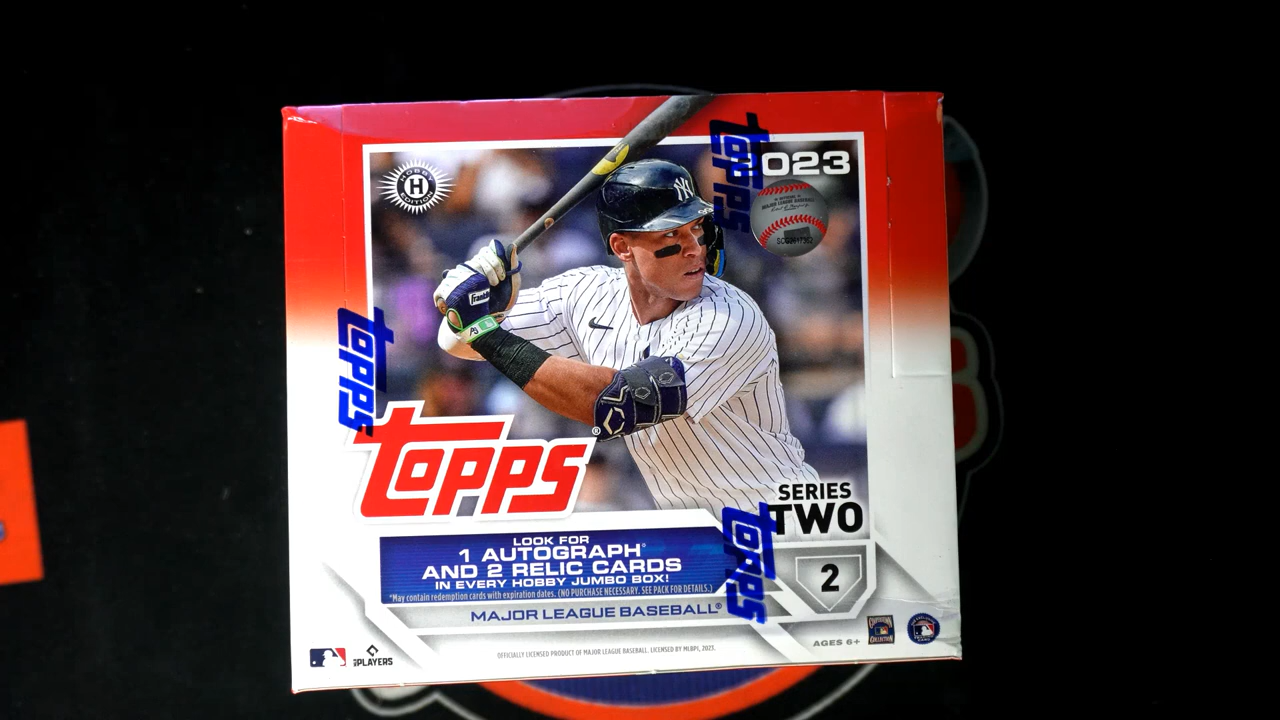 2023
HOBBY
H
EDITION
NY
topps
Franklin
topps
topps®
SERIES
TWO
topps
LOOK FOR
1 AUTOGRAPH*
AND 2 RELIC CARDS
IN EVERY HOBBY JUMBO BOX!
*May contain redemption cards with expiration dates. (NO PURCHASE NECESSARY. SEE PACK FOR DETAILS.)
2
MAJOR LEAGUE BASEBALL®
AGES 6+
PLAYERS
OFFICIALLY LICENSED PRODUCT OF MAJOR LEAGUE BASEBALL. LICENSED BY MLBPI, 2023.